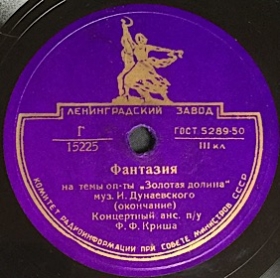 ЛЕНИНГРАДСКИЙ ЗАВОД
Г
15225
ГОСТ 5289-50
III кл
Фантазия
на темы оп-ты „Золотая долина"
муз. И. Дунаевского
(окончание)
Концертный анс. п/у
Ф. Ф. Криша
КОМИТЕТ РАДИОИНФОРМАЦИИ ПРИ СОВЕТЕ МИНИСТРОВ СССР